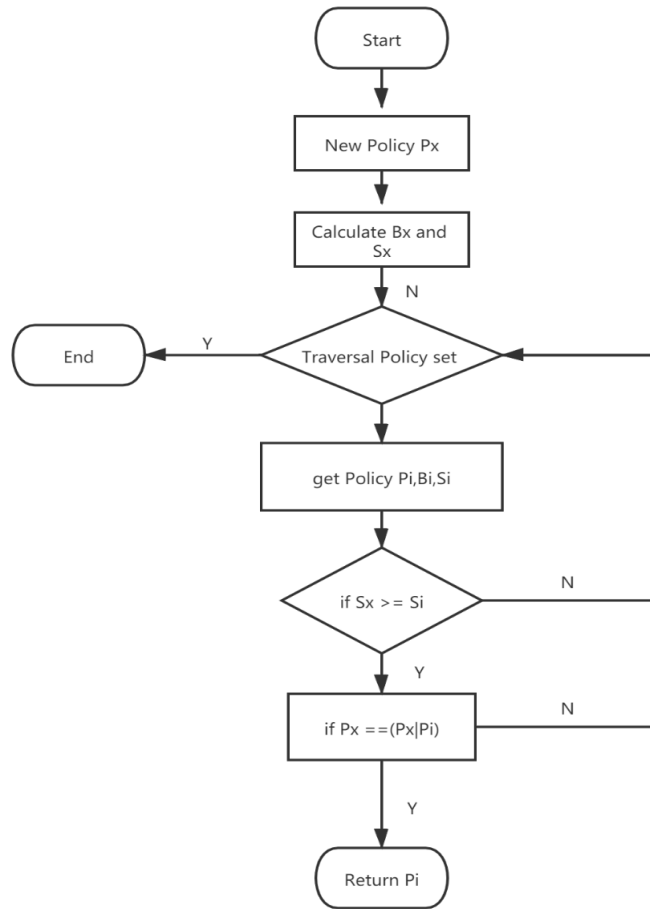 Start
New Policy Px
Calculate Bx and
Sx
N
Y
End
Traversal Policy set
get Policy Pi,Bi,Si
if Sx >= Si
N
Y
if Px ==(Px|Pi)
N
Y
Return Pi